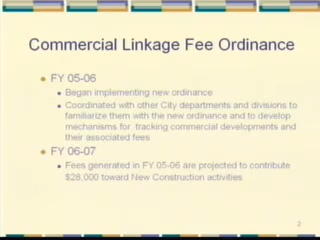 Commercial Linkage Fee Ordinance
FY 05-06
Began implementing new ordinance
Coordinated with other City departments and divisions to
familiarize them with the new ordinance and to develop
mechanisms for tracking commercial developments and
their associated fees
FY 06-07
Fees generated in FY 05-06 are projected to contribute
$28,000 toward New Construction activities
2